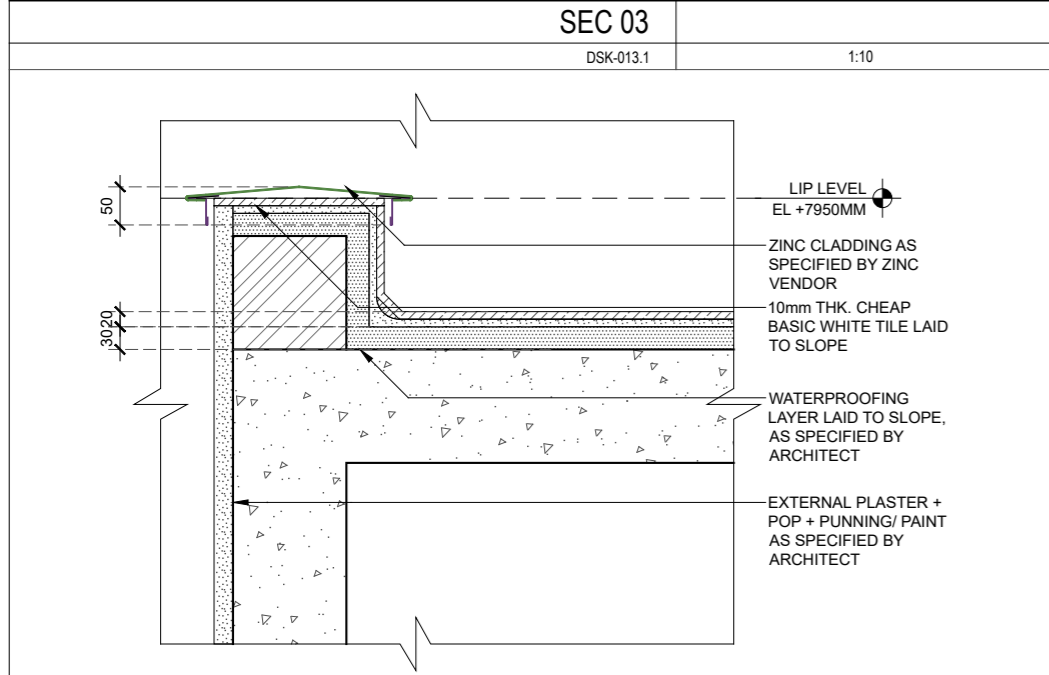 SEC 03
DSK-013.1
1:10
50
20
30
LIP LEVEL
EL +7950MM
ZINC CLADDING AS
SPECIFIED BY ZINC
VENDOR
10mm THK. CHEAP
BASIC WHITE TILE LAID
TO SLOPE
WATERPROOFING
LAYER LAID TO SLOPE,
AS SPECIFIED BY
ARCHITECT
EXTERNAL PLASTER +
POP + PUNNING/ PAINT
AS SPECIFIED BY
ARCHITECT